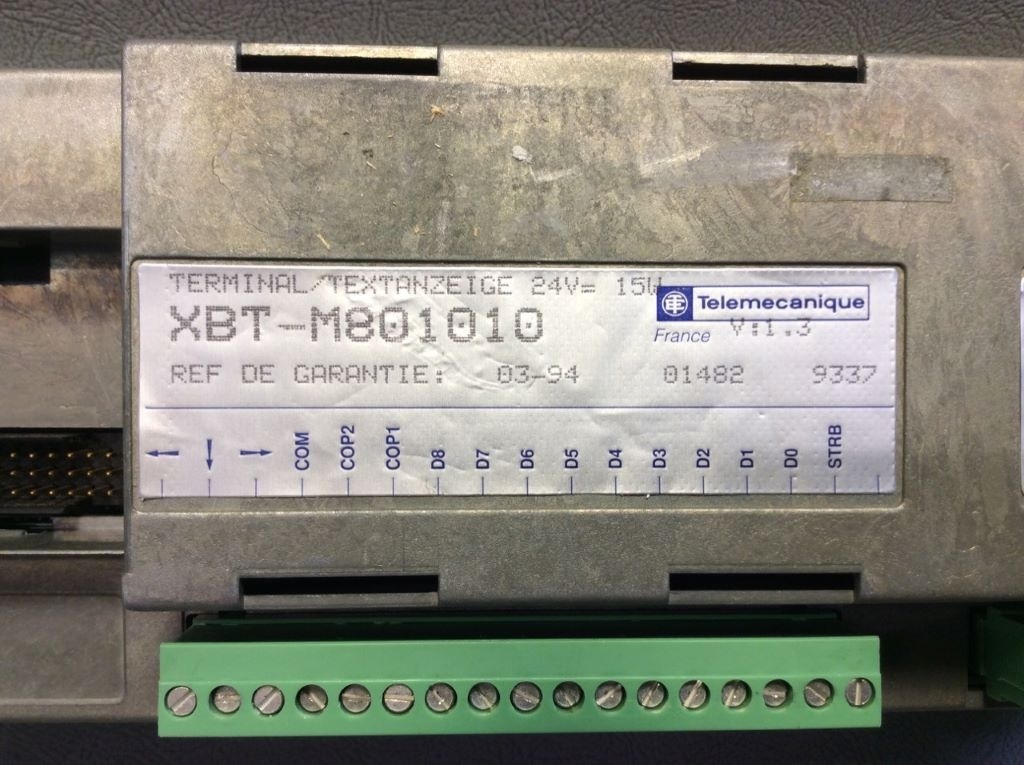 TERMINAL/TEXTANZEIGE 24V= 15W
Telemecanique
XBT-M801010
France V:1.3
REF DE GARANTIE: 03-94 01482 9337
← ↓ → COM COP2 COP1 D8 D7 D6 D5 D4 D3 D2 D1 D0 STRB